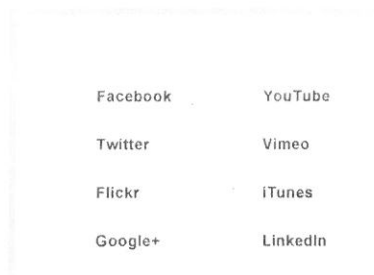 Facebook
YouTube
Twitter
Vimeo
Flickr
iTunes
Google+
LinkedIn